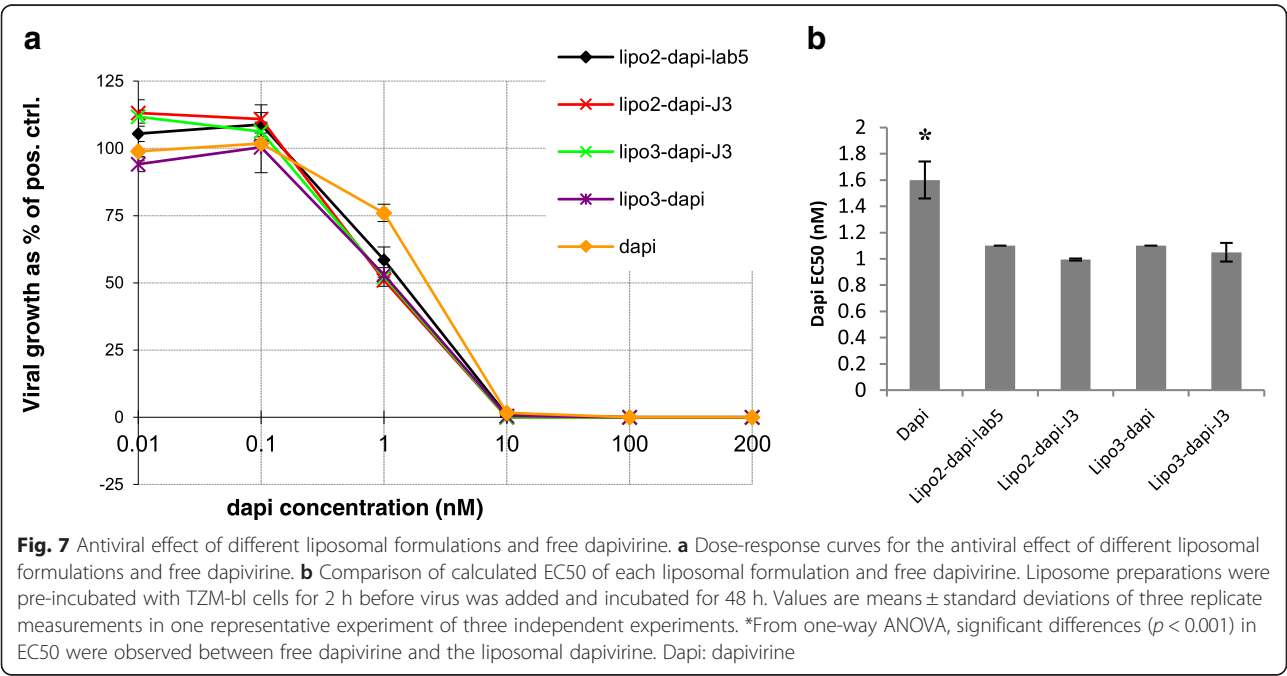 a
lipo2-dapi-lab5
lipo2-dapi-J3
lipo3-dapi-J3
lipo3-dapi
dapi
Viral growth as % of pos. ctrl.
125
100
75
50
25
0
-25
0.01 0.1 1 10 100 200
dapi concentration (nM)
b
Dapi EC50 (nM)
2
1.8
1.6
1.4
1.2
1
0.8
0.6
0.4
0.2
0
*
Dapi
Lipo2-dapi-lab5
Lipo2-dapi-J3
Lipo3-dapi
Lipo3-dapi-J3
Fig. 7 Antiviral effect of different liposomal formulations and free dapivirine. a Dose-response curves for the antiviral effect of different liposomal
formulations and free dapivirine. b Comparison of calculated EC50 of each liposomal formulation and free dapivirine. Liposome preparations were
pre-incubated with TZM-bl cells for 2 h before virus was added and incubated for 48 h. Values are means ± standard deviations of three replicate
measurements in one representative experiment of three independent experiments. *From one-way ANOVA, significant differences (p < 0.001) in
EC50 were observed between free dapivirine and the liposomal dapivirine. Dapi: dapivirine